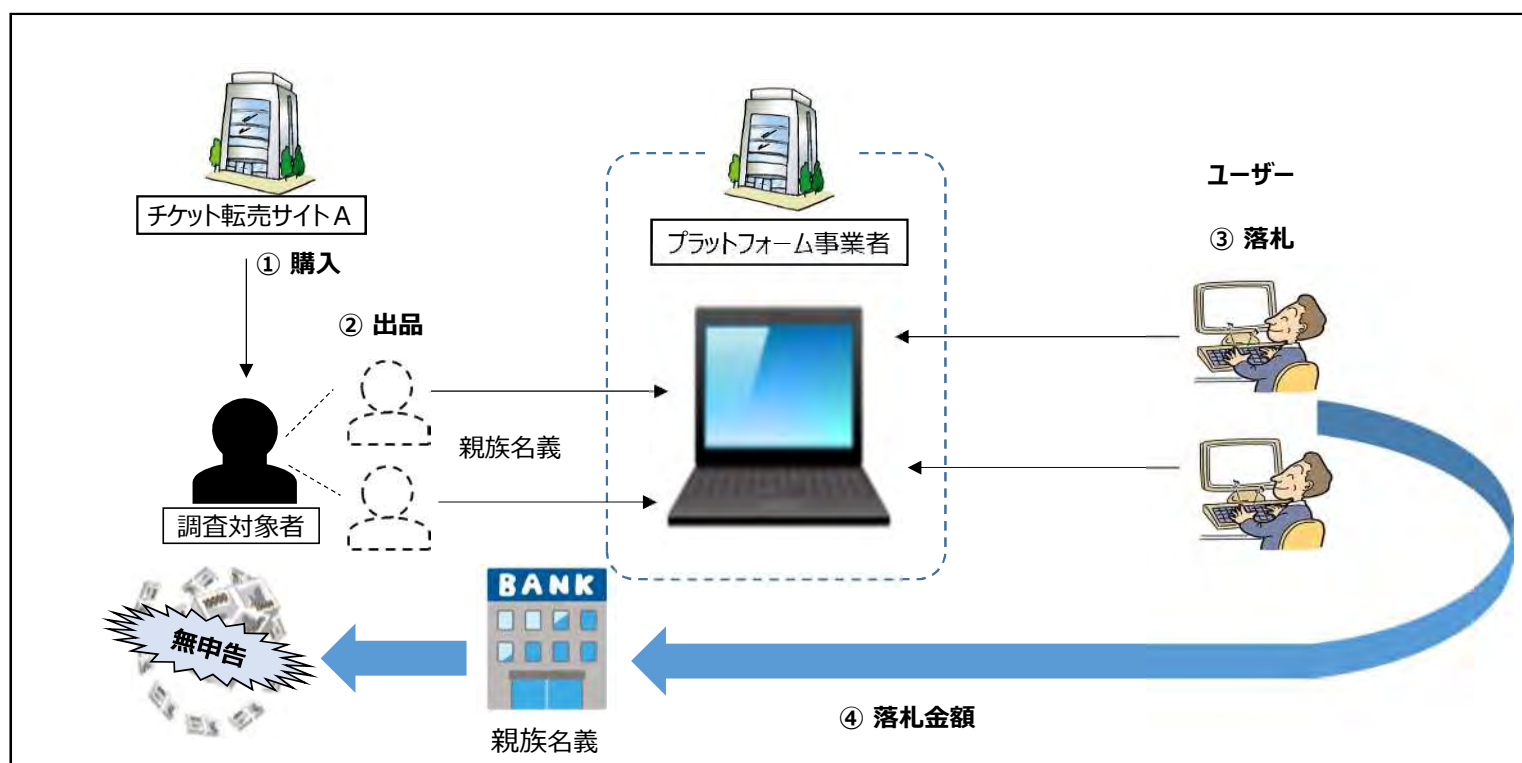 チケット転売サイトA
① 購入
② 出品
親族名義
調査対象者
プラットフォーム事業者
ユーザー
③ 落札
無申告
BANK
親族名義
④ 落札金額